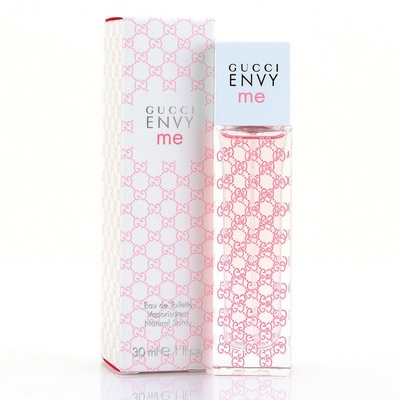 GUCCI
ENVY
me
Eau de Toilette
Vaporisateur
Natural Spray
30 ml e 1 fl.oz
GUCCI
ENVY
me